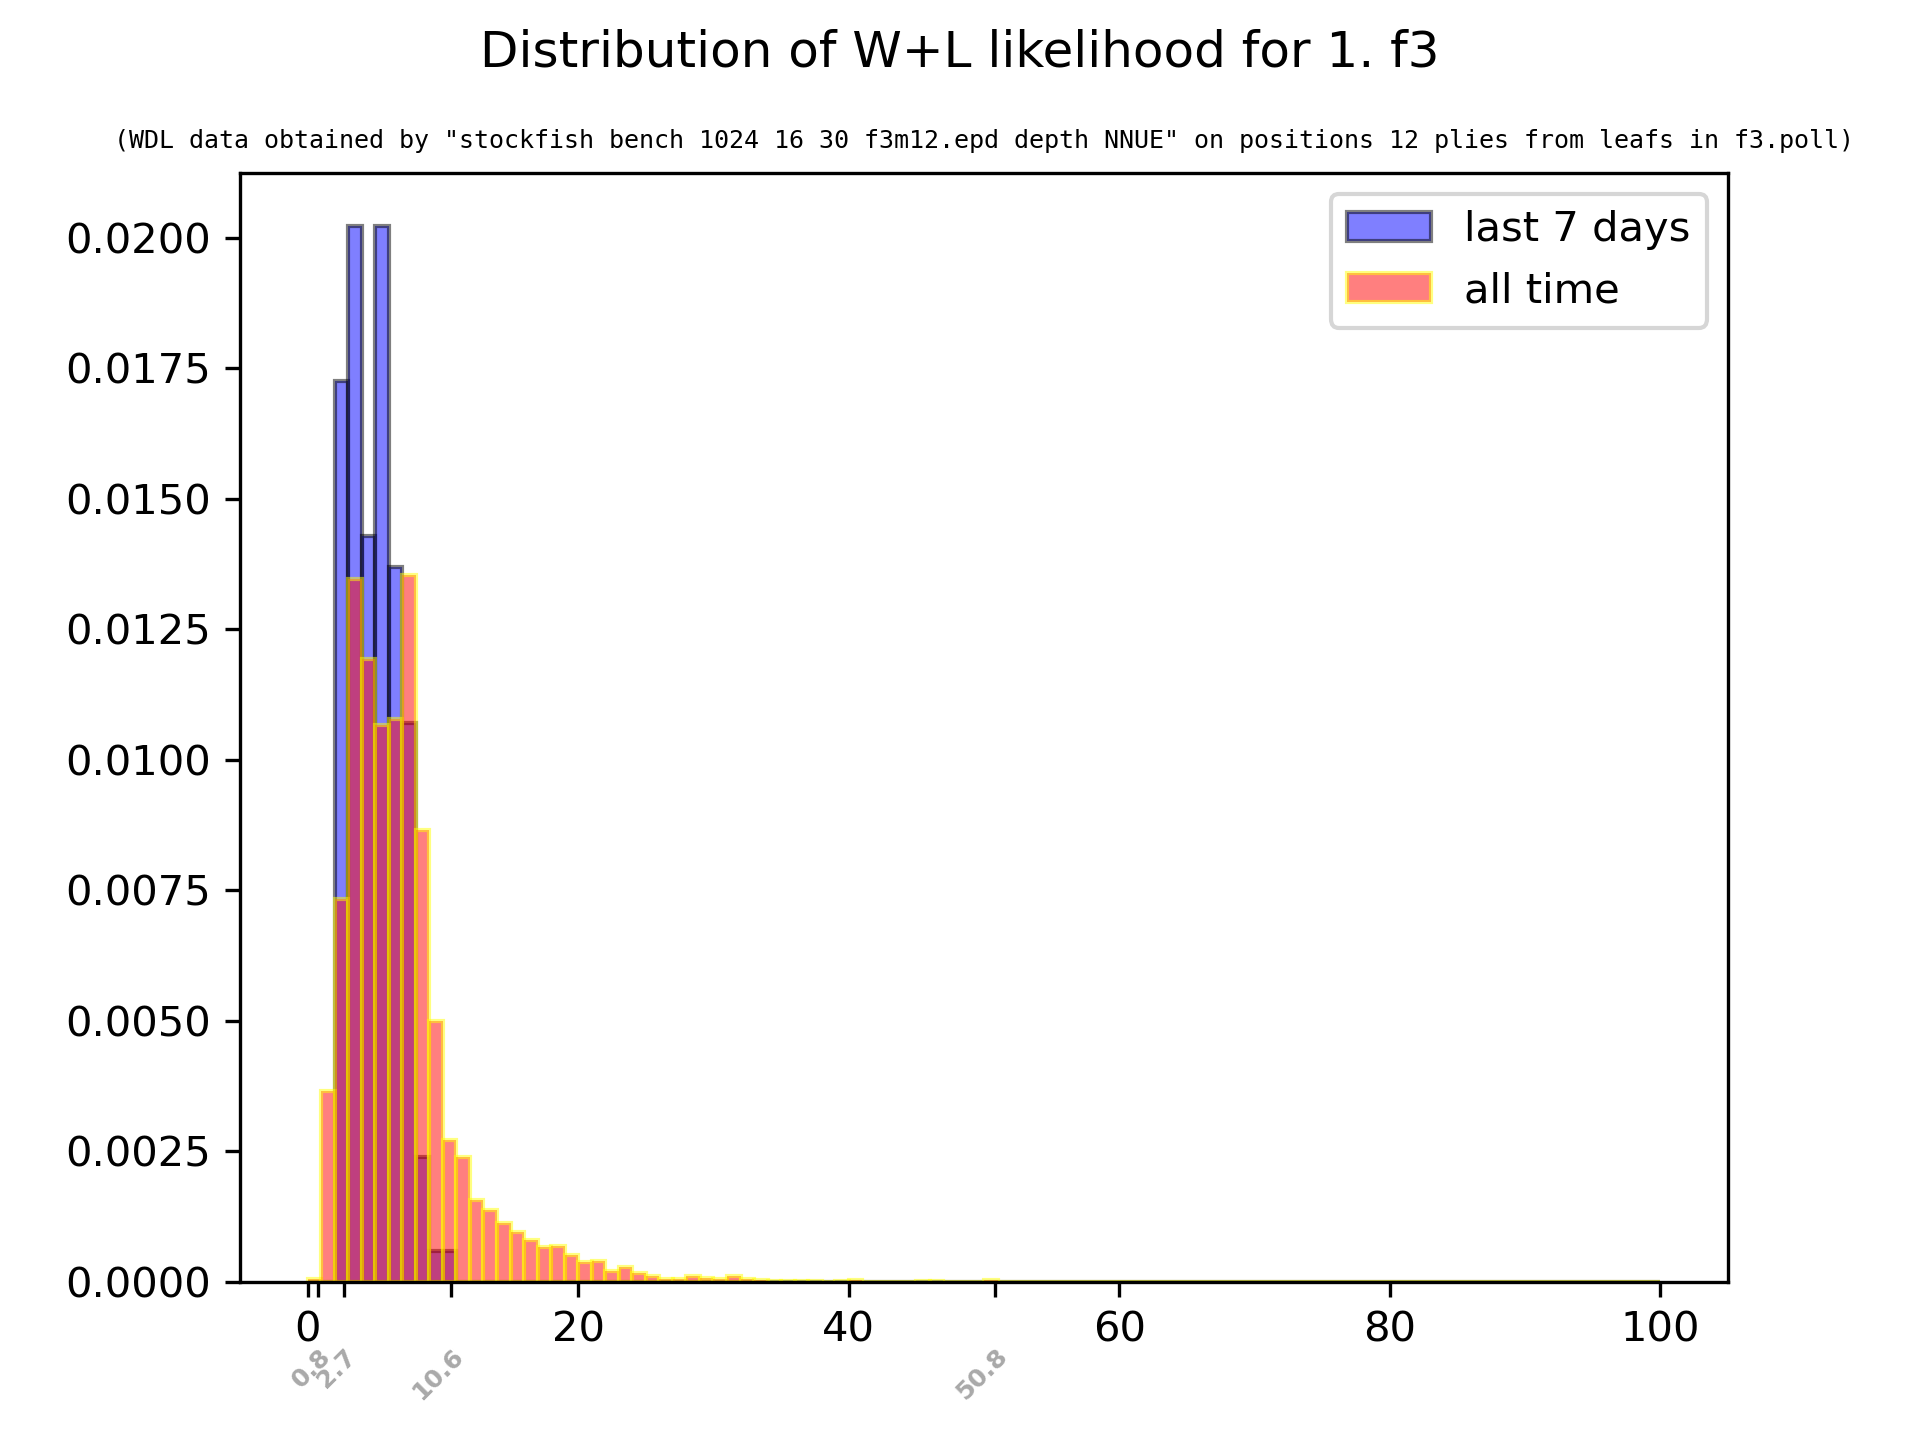 Distribution of W+L likelihood for 1. f3
(WDL data obtained by "stockfish bench 1024 16 30 f3m12.epd depth NNUE" on positions 12 plies from leafs in f3.poll)
last 7 days
all time
0.0200
0.0175
0.0150
0.0125
0.0100
0.0075
0.0050
0.0025
0.0000
0 20 40 60 80 100
0.8 2.7 10.6 50.8